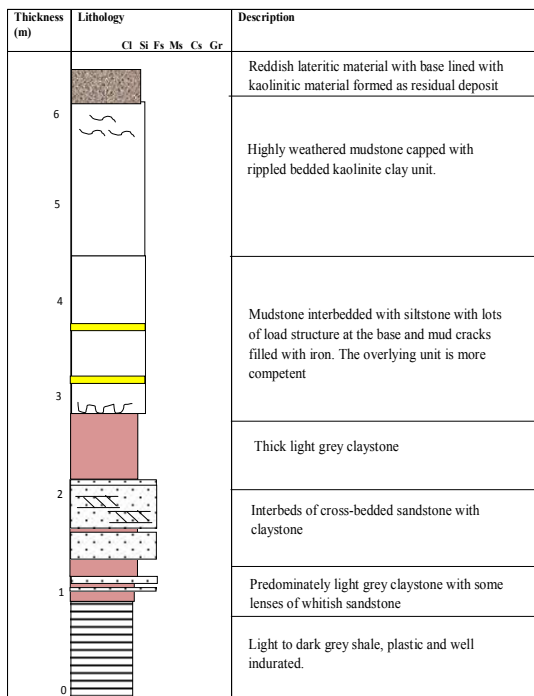 Thickness (m) Lithology Description
Cl Si Fs Ms Cs Gr
Reddish lateritic material with base lined with
kaolinitic material formed as residual deposit
6
Highly weathered mudstone capped with
rippled bedded kaolinite clay unit.
5
4
Mudstone interbedded with siltstone with lots
of load structure at the base and mud cracks
filled with iron. The overlying unit is more
competent
3
Thick light grey claystone
2
Interbeds of cross-bedded sandstone with
claystone
Predominately light grey claystone with some
lenses of whitish sandstone
1
Light to dark grey shale, plastic and well
indurated.
0